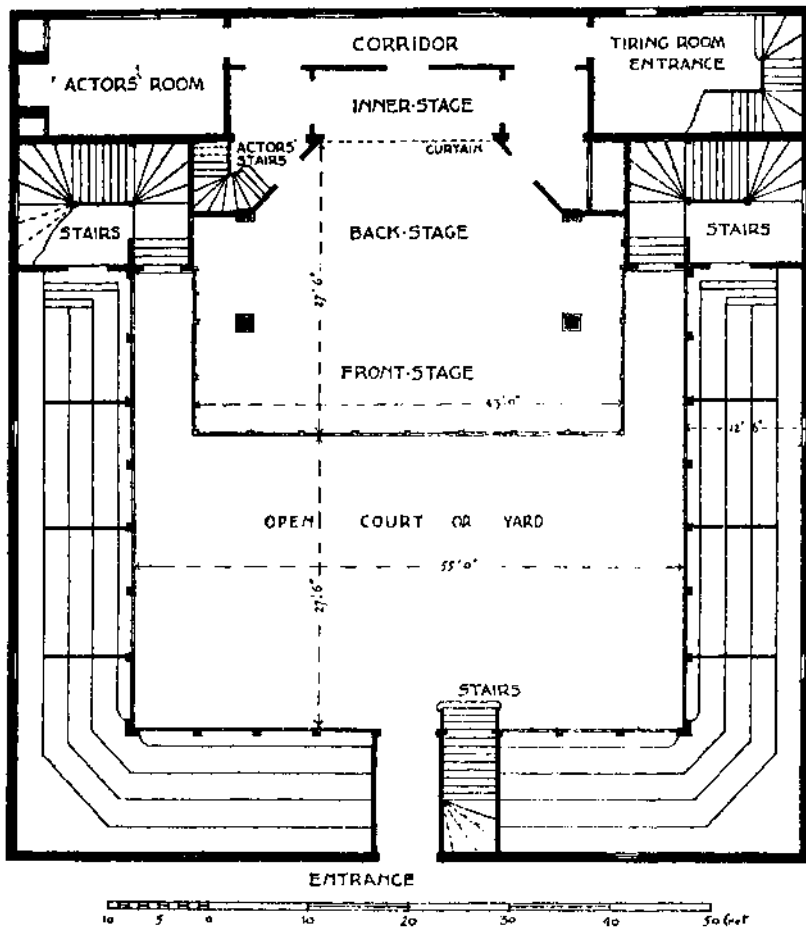 CORRIDOR
TIRING ROOM
ENTRANCE
ACTORS' ROOM
INNER-STAGE
ACTORS'
STAIRS
CURTAIN
STAIRS
BACK-STAGE
STAIRS
27'6"
FRONT-STAGE
43'0"
12'6"
OPEN COURT OR YARD
55'0"
27'6"
STAIRS
ENTRANCE
10 5 0 10 20 30 40 50 feet